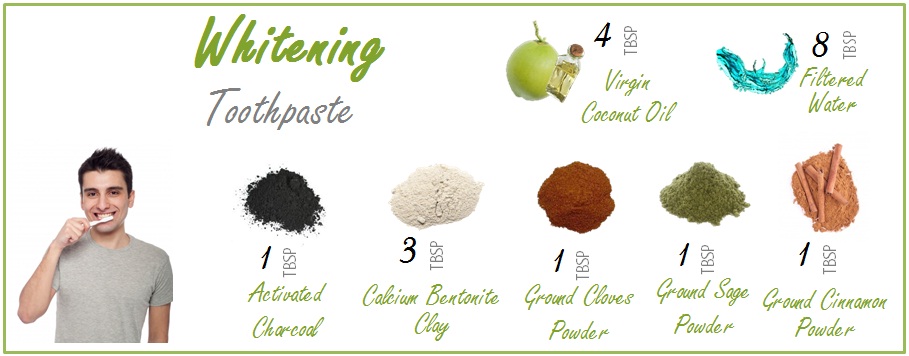 Whitening
Toothpaste
4 TBSP
Virgin
Coconut Oil
8 TBSP
Filtered
Water
1 TBSP
Activated
Charcoal
3 TBSP
Calcium Bentonite
Clay
1 TBSP
Ground Cloves
Powder
1 TBSP
Ground Sage
Powder
1 TBSP
Ground Cinnamon
Powder